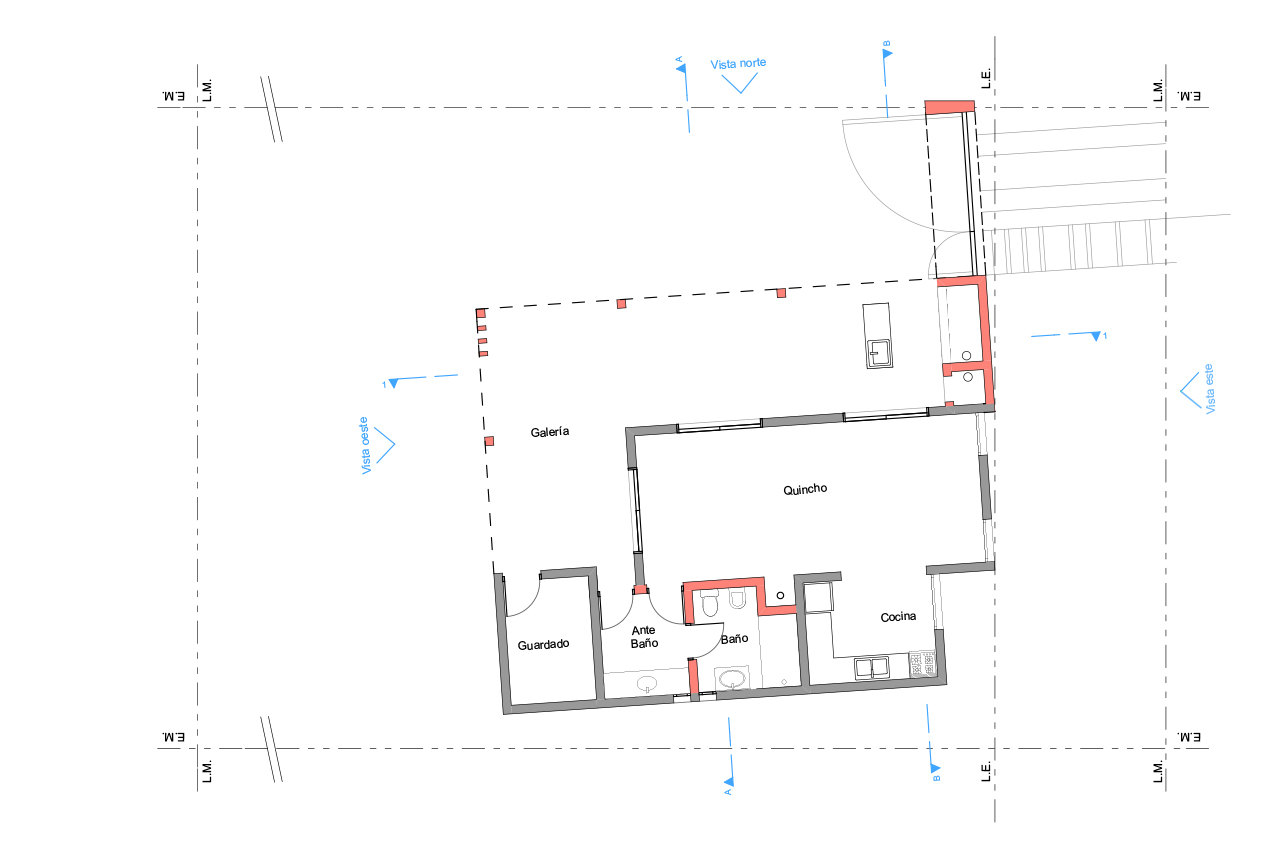 A
Vista norte
B
L.E.
L.M.
L.M.
E.M.
E.M.
1
1
Vista este
Vista oeste
Galería
Quincho
Cocina
Ante
Baño
Baño
Guardado
E.M.
E.M.
L.M.
A
B
L.E.
L.M.